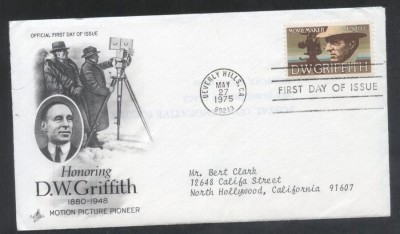 OFFICIAL FIRST DAY OF ISSUE
MOVIEMAKER
D.W. GRIFFITH
BEVERLY HILLS, CA
MAY
27
1975
90213
FIRST DAY OF ISSUE
Honoring
D.W. Griffith
1880-1948
MOTION PICTURE PIONEER
Mr. Bert Clark
12648 Califa Street
North Hollywood, California 91607